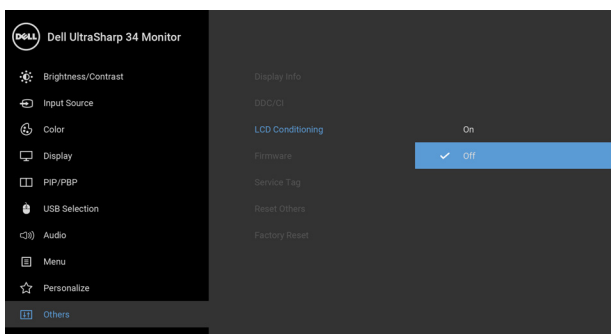 DELL Dell UltraSharp 34 Monitor
Brightness/Contrast
Input Source
Color
Display
PIP/PBP
USB Selection
Audio
Menu
Personalize
Others
Display Info
DDC/CI
LCD Conditioning
Firmware
Service Tag
Reset Others
Factory Reset
On
Off